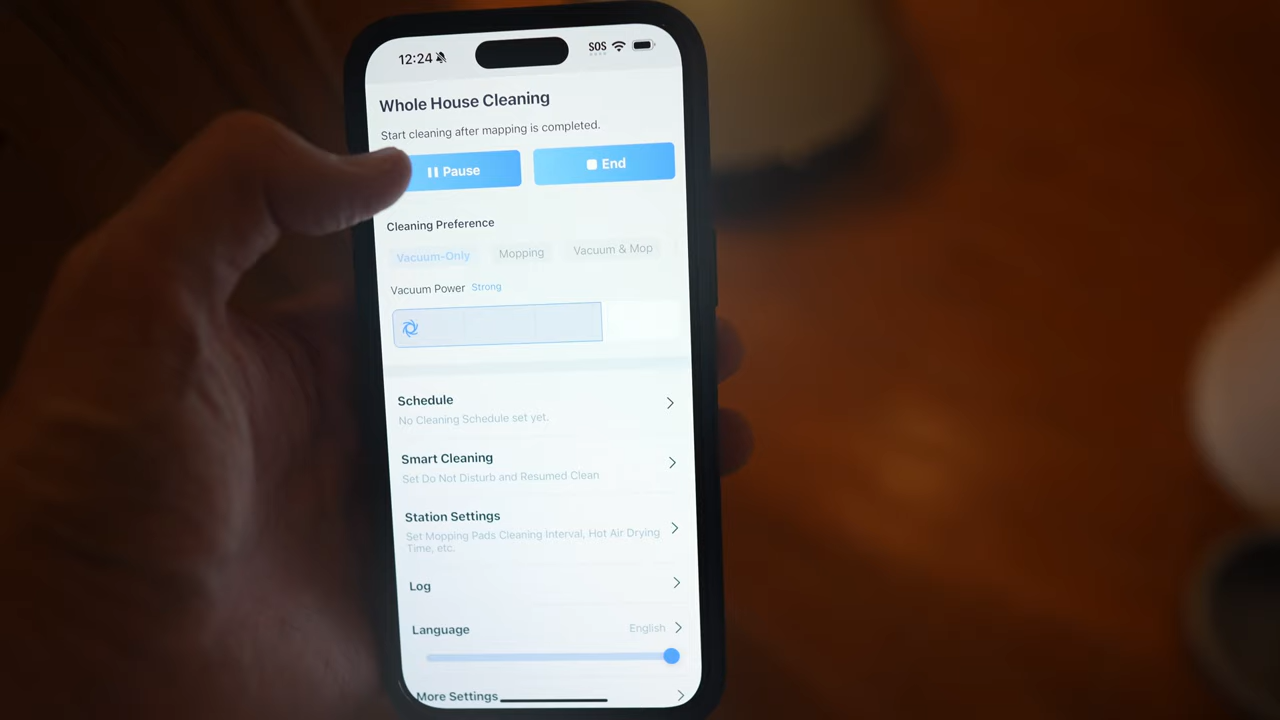 12:24
SOS
Whole House Cleaning
Start cleaning after mapping is completed.
Pause
End
Cleaning Preference
Vacuum-Only
Mopping
Vacuum & Mop
Vacuum Power Strong
Schedule
No Cleaning Schedule set yet.
Smart Cleaning
Set Do Not Disturb and Resumed Clean
Station Settings
Set Mopping Pads Cleaning Interval, Hot Air Drying
Time, etc.
Log
Language English
More Settings